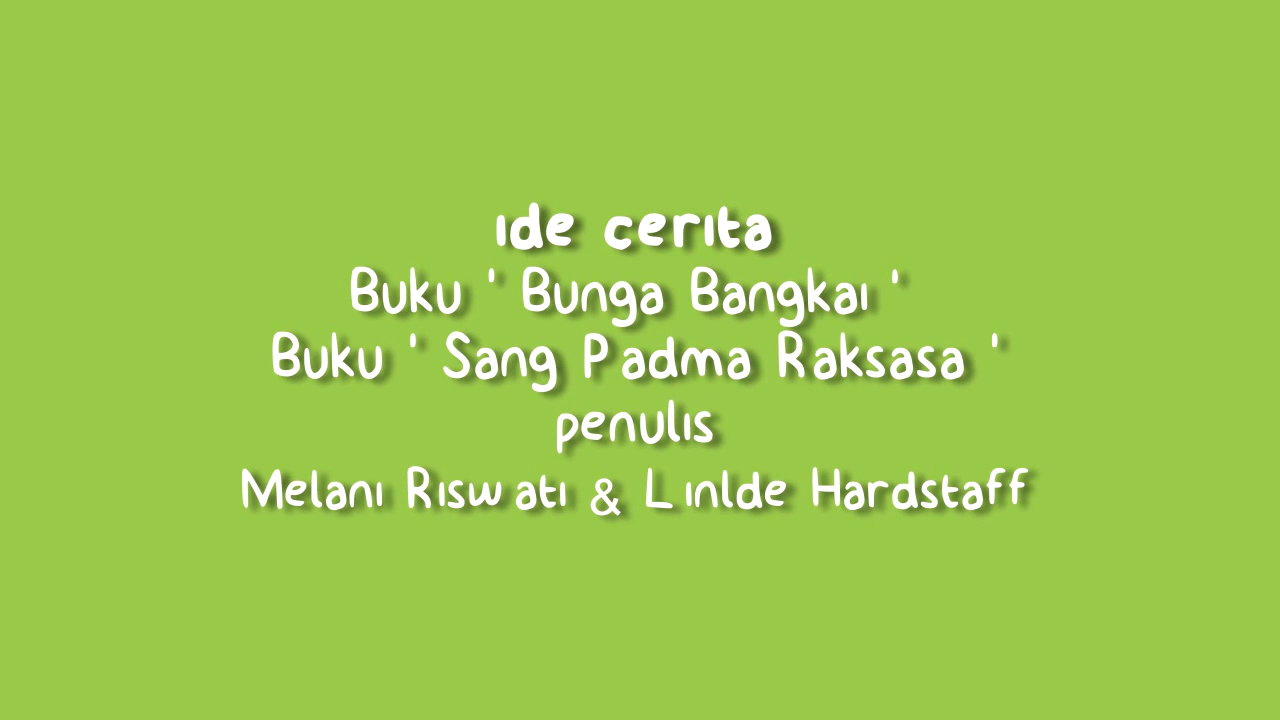 ide cerita
Buku ' Bunga Bangkai '
Buku ' Sang Padma Raksasa '
penulis
Melani Riswati & Linlde Hardstaff